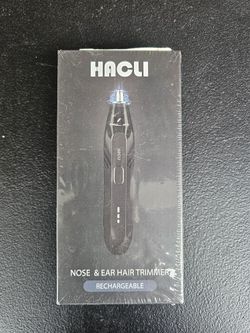 HACLI
NOSE & EAR HAIR TRIMMER
RECHARGEABLE